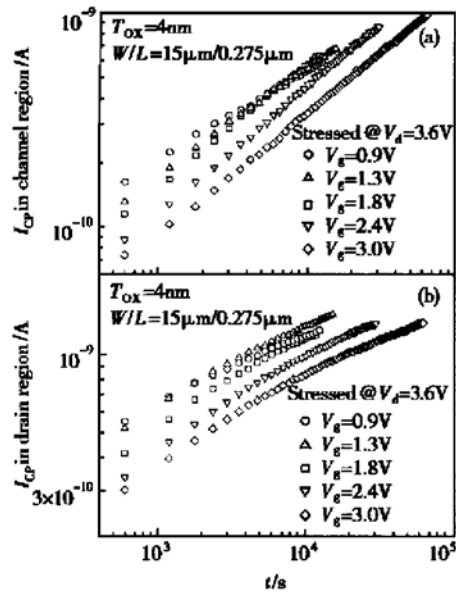 10⁻⁹
T_OX=4nm
(a)
W/L=15μm/0.275μm
I_CP in channel region /A
Stressed @V_d=3.6V
○ V_g=0.9V
△ V_g=1.3V
□ V_g=1.8V
▽ V_g=2.4V
◇ V_g=3.0V
10⁻¹⁰
T_OX=4nm
(b)
W/L=15μm/0.275μm
10⁻⁹
I_CP in drain region /A
Stressed @V_d=3.6V
○ V_g=0.9V
△ V_g=1.3V
□ V_g=1.8V
▽ V_g=2.4V
◇ V_g=3.0V
3×10⁻¹⁰
10³ 10⁴ 10⁵
t/s